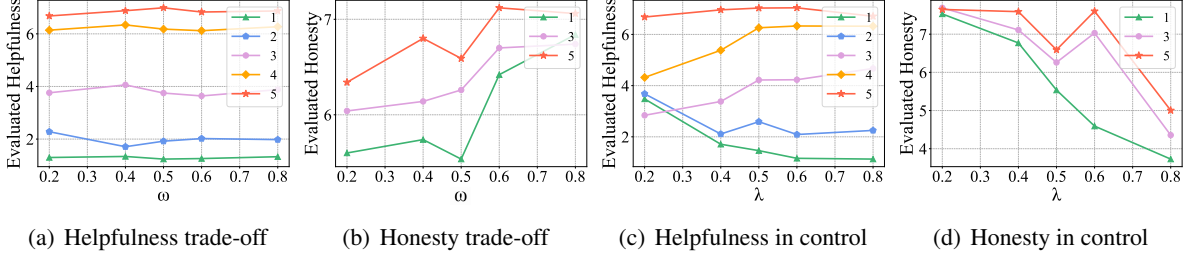 Evaluated Helpfulness
6
4
2
0.2 0.3 0.4 0.5 0.6 0.7 0.8
ω
1
2
3
4
5
(a) Helpfulness trade-off
Evaluated Honesty
7
6
0.2 0.3 0.4 0.5 0.6 0.7 0.8
ω
1
3
5
(b) Honesty trade-off
Evaluated Helpfulness
6
4
2
0.2 0.3 0.4 0.5 0.6 0.7 0.8
λ
1
2
3
4
5
(c) Helpfulness in control
Evaluated Honesty
7
6
5
4
0.2 0.3 0.4 0.5 0.6 0.7 0.8
λ
1
3
5
(d) Honesty in control